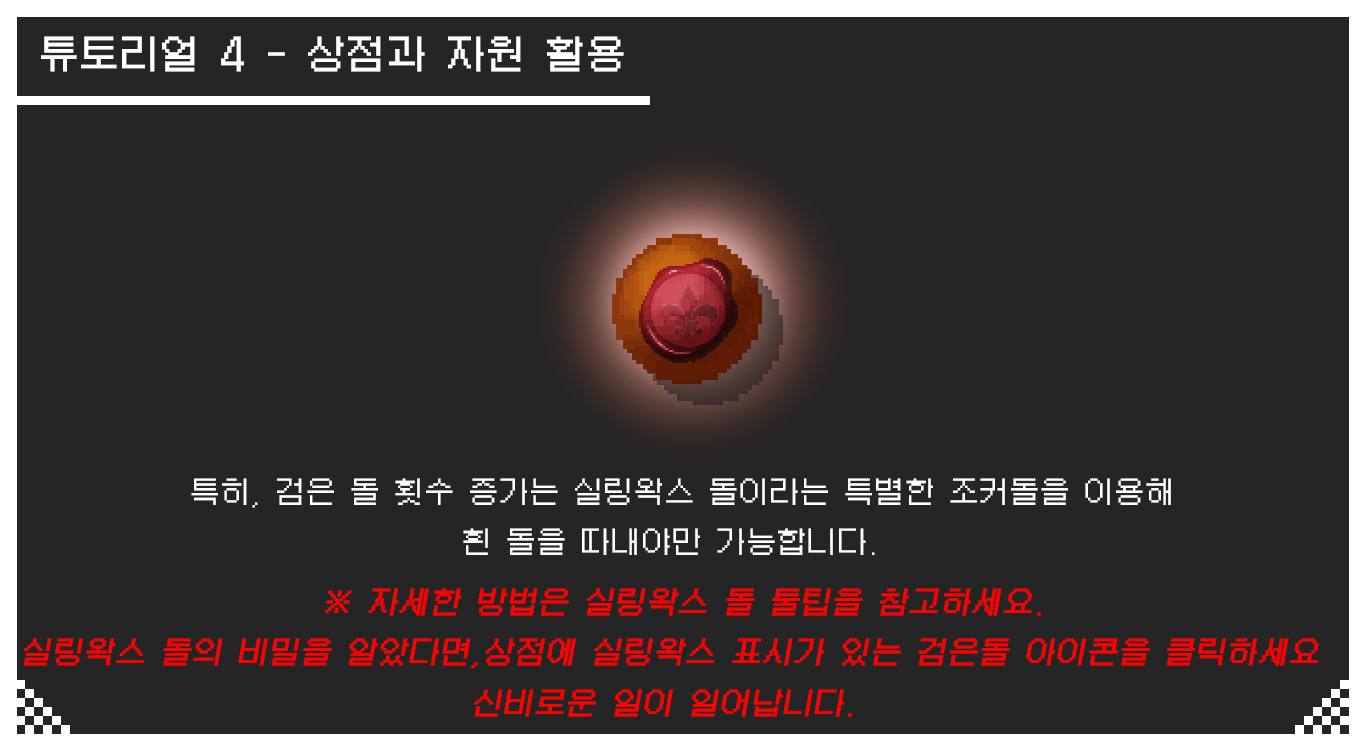 튜토리얼 4 - 상점과 자원 활용
특히, 검은 돌 횟수 증가는 실링왁스 돌이라는 특별한 조커돌을 이용해
흰 돌을 따내야만 가능합니다.
※ 자세한 방법은 실링왁스 돌 툴팁을 참고하세요.
실링왁스 돌의 비밀을 알았다면,상점에 실링왁스 표시가 있는 검은돌 아이콘을 클릭하세요
신비로운 일이 일어납니다.